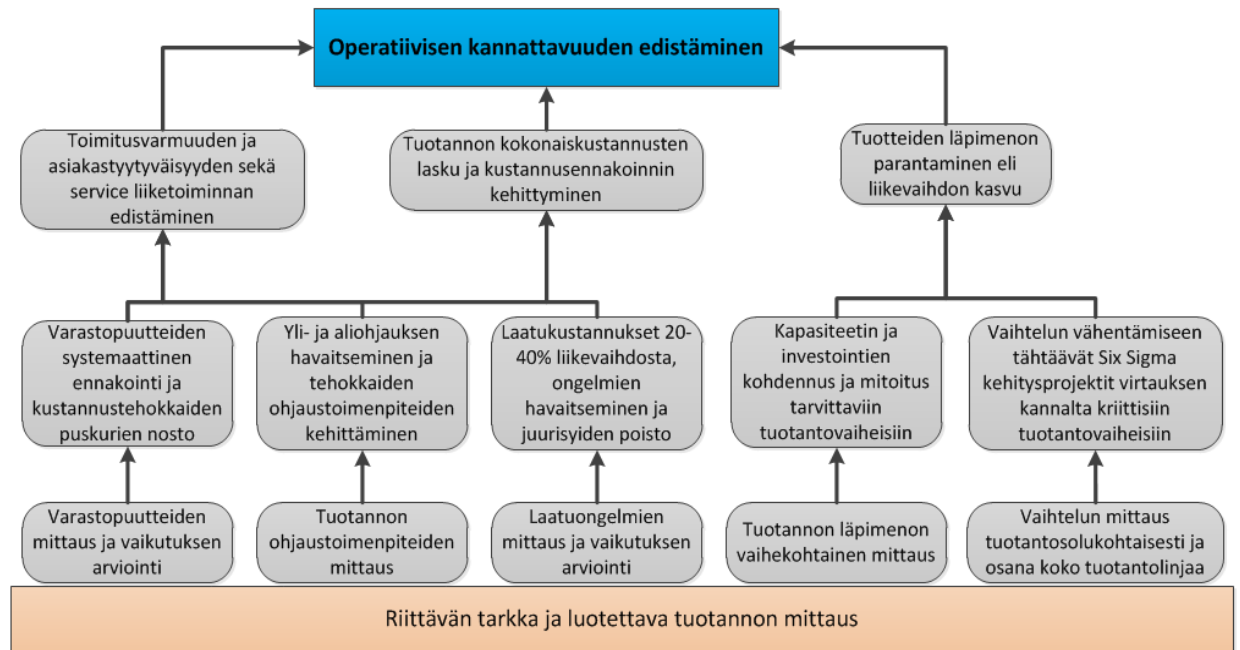 Operatiivisen kannattavuuden edistäminen
Toimitusvarmuuden ja
asiakastyytyväisyyden sekä
service liiketoiminnan
edistäminen
Tuotannon kokonaiskustannusten
lasku ja kustannusennakoinnin
kehittyminen
Tuotteiden läpimenon
parantaminen eli
liikevaihdon kasvu
Varastopuutteiden
systemaattinen
ennakointi ja
kustannustehokkaiden
puskurien nosto
Yli- ja aliohjauksen
havaitseminen ja
tehokkaiden
ohjaustoimenpiteiden
kehittäminen
Laatukustannukset 20-
40% liikevaihdosta,
ongelmien
havaitseminen ja
juurisyiden poisto
Kapasiteetin ja
investointien
kohdennus ja mitoitus
tarvittaviin
tuotantovaiheisiin
Vaihtelun vähentämiseen
tähtäävät Six Sigma
kehitysprojektit virtauksen
kannalta kriittisiin
tuotantovaiheisiin
Varastopuutteiden
mittaus ja vaikutuksen
arviointi
Tuotannon
ohjaustoimenpiteiden
mittaus
Laatuongelmien
mittaus ja vaikutuksen
arviointi
Tuotannon läpimenon
vaihekohtainen mittaus
Vaihtelun mittaus
tuotantosolukohtaisesti ja
osana koko tuotantolinjaa
Riittävän tarkka ja luotettava tuotannon mittaus